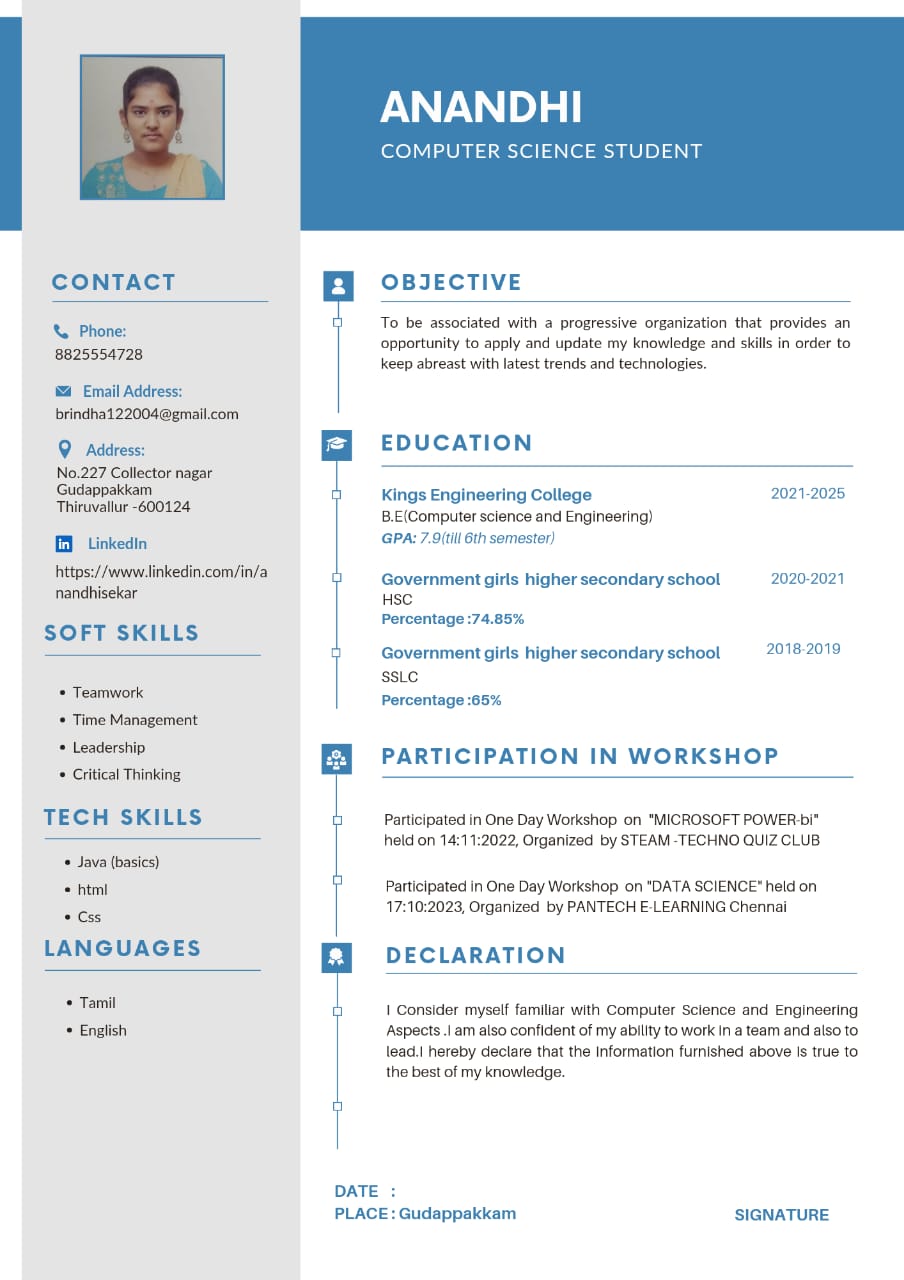 ANANDHI
COMPUTER SCIENCE STUDENT
CONTACT
Phone:
8825554728
Email Address:
brindha122004@gmail.com
Address:
No.227 Collector nagar
Gudappakkam
Thiruvallur -600124
in LinkedIn
https://www.linkedin.com/in/a
nandhisekar
SOFT SKILLS
• Teamwork
• Time Management
• Leadership
• Critical Thinking
TECH SKILLS
• Java (basics)
• html
• Css
LANGUAGES
• Tamil
• English
OBJECTIVE
To be associated with a progressive organization that provides an
opportunity to apply and update my knowledge and skills in order to
keep abreast with latest trends and technologies.
EDUCATION
Kings Engineering College 2021-2025
B.E(Computer science and Engineering)
GPA: 7.9(till 6th semester)
Government girls higher secondary school 2020-2021
HSC
Percentage :74.85%
Government girls higher secondary school 2018-2019
SSLC
Percentage :65%
PARTICIPATION IN WORKSHOP
Participated in One Day Workshop on "MICROSOFT POWER-bi"
held on 14:11:2022, Organized by STEAM -TECHNO QUIZ CLUB
Participated in One Day Workshop on "DATA SCIENCE" held on
17:10:2023, Organized by PANTECH E-LEARNING Chennai
DECLARATION
I Consider myself familiar with Computer Science and Engineering
Aspects .I am also confident of my ability to work in a team and also to
lead.I hereby declare that the information furnished above is true to
the best of my knowledge.
DATE :
PLACE : Gudappakkam
SIGNATURE